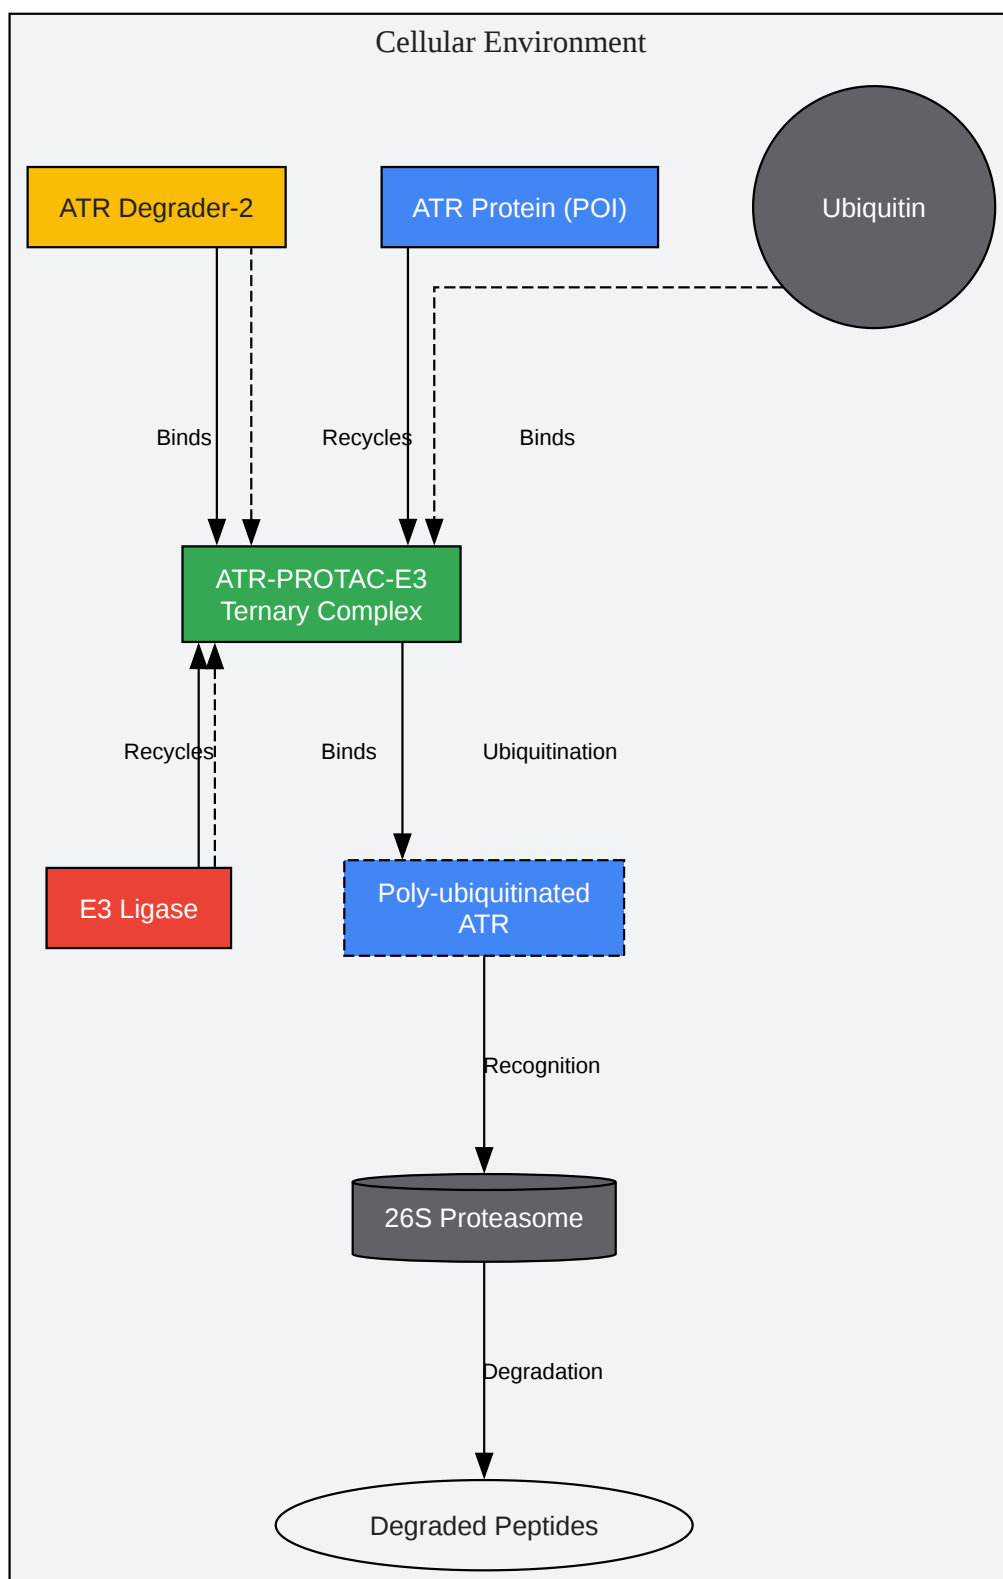 Cellular Environment
ATR Degrader-2
ATR Protein (POI)
Ubiquitin
Binds
Recycles
Binds
ATR-PROTAC-E3
Ternary Complex
Recycles
Binds
Ubiquitination
E3 Ligase
Poly-ubiquitinated
ATR
Recognition
26S Proteasome
Degradation
Degraded Peptides